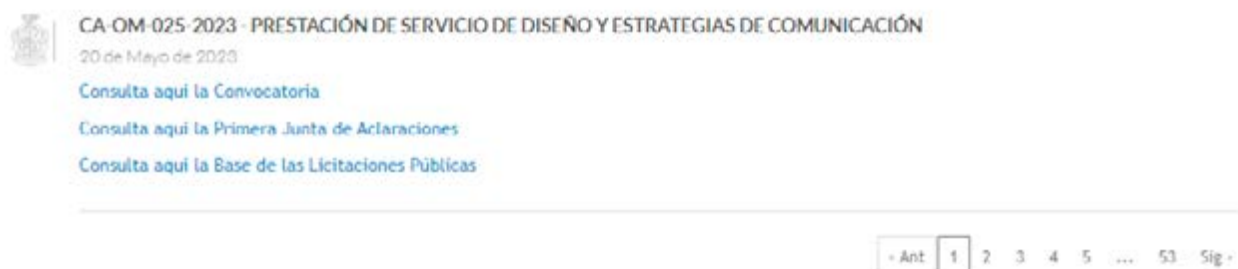 CA-OM-025-2023 - PRESTACIÓN DE SERVICIO DE DISEÑO Y ESTRATEGIAS DE COMUNICACIÓN
20 de Mayo de 2023
Consulta aqui la Convocatoria
Consulta aqui la Primera Junta de Aclaraciones
Consulta aqui la Base de las Licitaciones Públicas
‹ Ant 1 2 3 4 5 ... 53 Sig ›